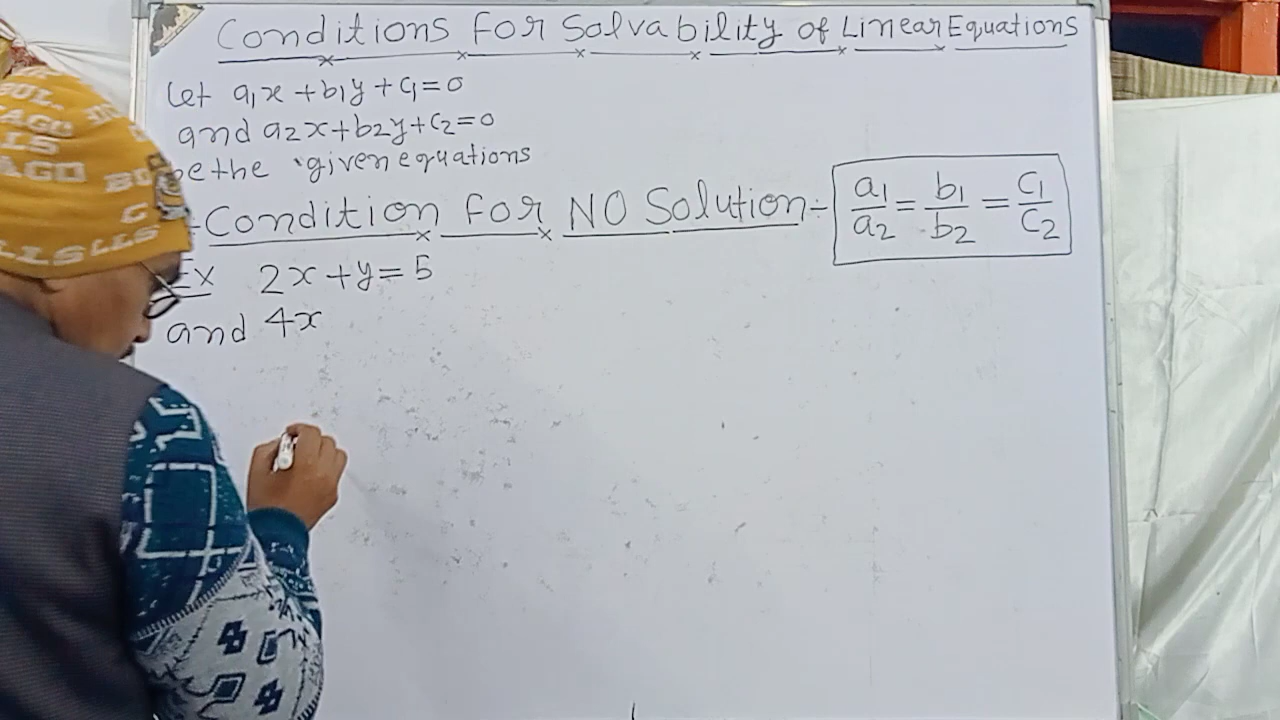 Conditions For Solvability of Linear Equations
Let a₁x + b₁y + c₁ = 0
and a₂x + b₂y + c₂ = 0
be the given equations
Condition For NO Solution÷ a₁/a₂ = b₁/b₂ = c₁/c₂
Ex 2x + y = 5
and 4x